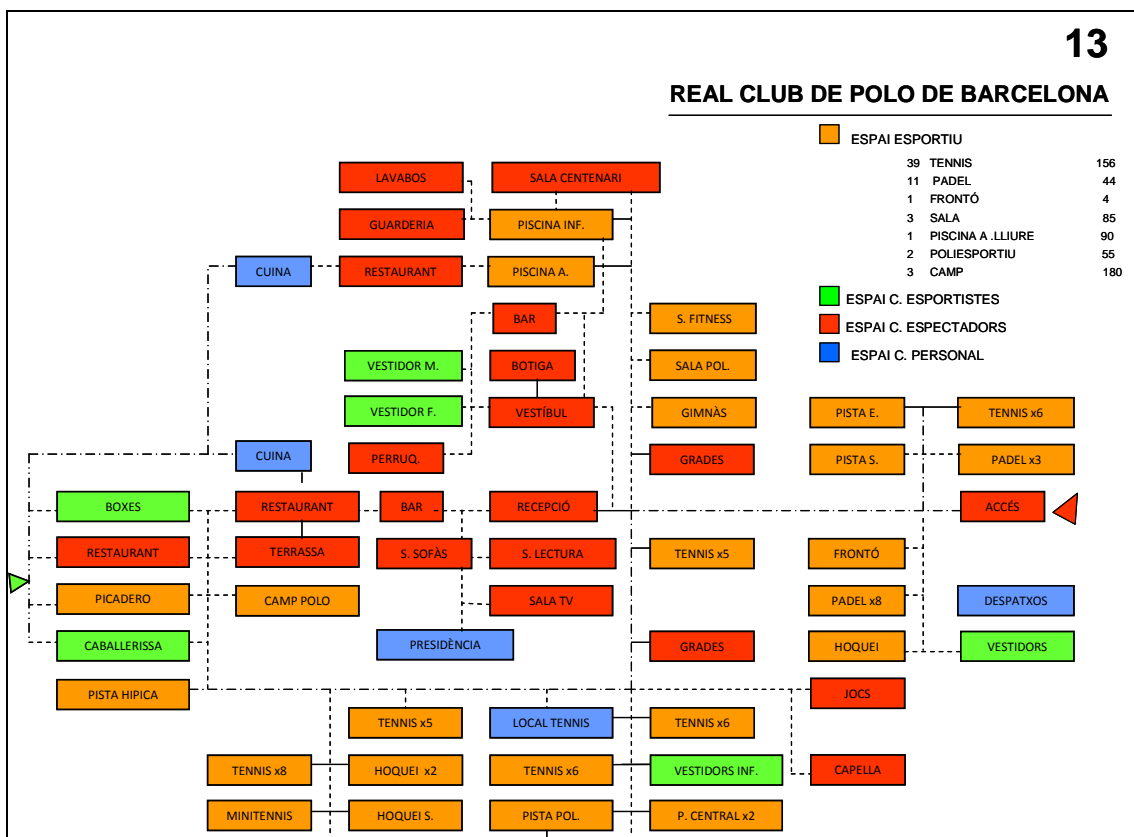 13
REAL CLUB DE POLO DE BARCELONA
ESPAI ESPORTIU
39 TENNIS 156
11 PADEL 44
1 FRONTÓ 4
3 SALA 85
1 PISCINA A .LLIURE 90
2 POLIESPORTIU 55
3 CAMP 180
ESPAI C. ESPORTISTES
ESPAI C. ESPECTADORS
ESPAI C. PERSONAL
LAVABOS SALA CENTENARI
GUARDERIA PISCINA INF.
CUINA RESTAURANT PISCINA A.
BAR S. FITNESS
VESTIDOR M. BOTIGA SALA POL.
VESTIDOR F. VESTÍBUL GIMNÀS PISTA E. TENNIS x6
CUINA PERRUQ. GRADES PISTA S. PADEL x3
BOXES RESTAURANT BAR RECEPCIÓ ACCÉS
RESTAURANT TERRASSA S. SOFÀS S. LECTURA TENNIS x5 FRONTÓ
PICADERO CAMP POLO SALA TV PADEL x8 DESPATXOS
CABALLERISSA PRESIDÈNCIA GRADES HOQUEI VESTIDORS
PISTA HIPICA JOCS
TENNIS x5 LOCAL TENNIS TENNIS x6
TENNIS x8 HOQUEI x2 TENNIS x6 VESTIDORS INF. CAPELLA
MINITENNIS HOQUEI S. PISTA POL. P. CENTRAL x2